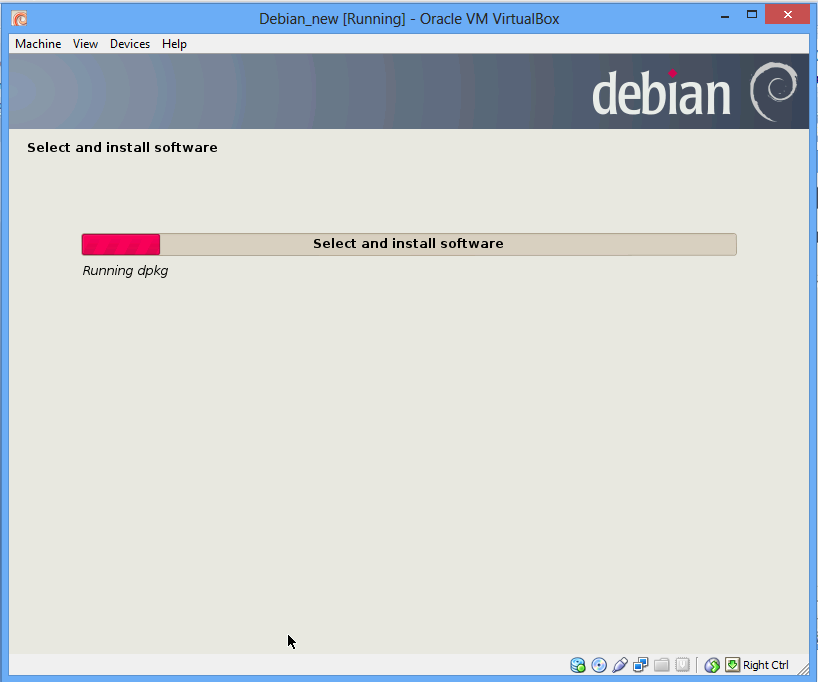 Debian_new [Running] - Oracle VM VirtualBox
Machine View Devices Help
debian
Select and install software
Select and install software
Running dpkg
Right Ctrl